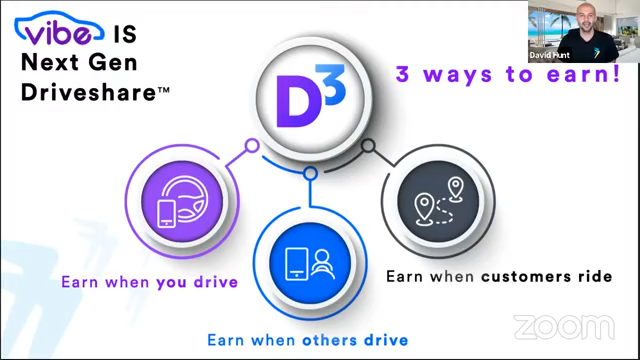 vibe IS
Next Gen
Driveshare™
D3
3 ways to earn!
David Hunt
Earn when you drive
Earn when others drive
Earn when customers ride
zoom